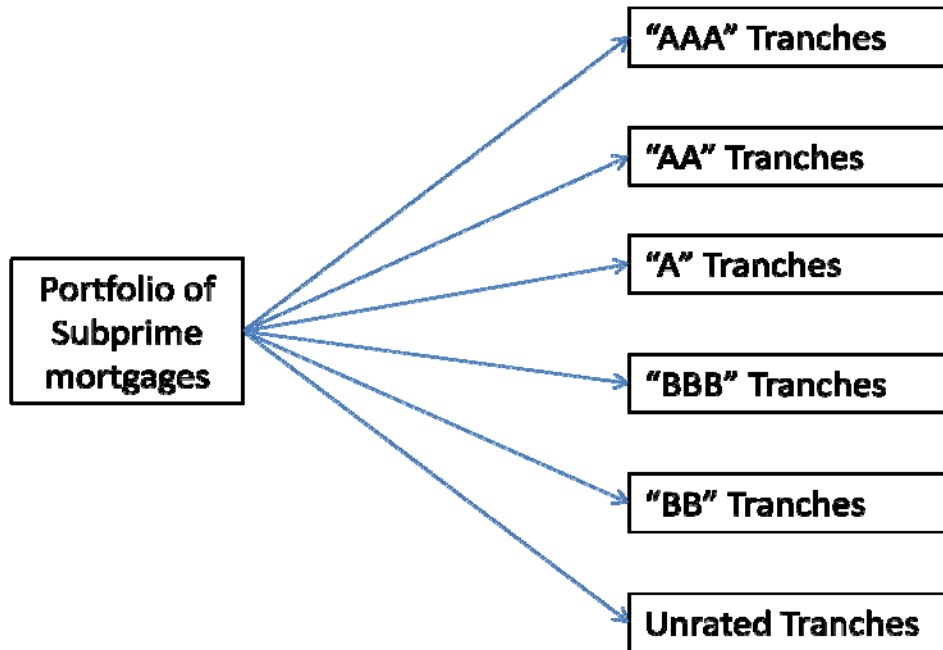 “AAA” Tranches
“AA” Tranches
“A” Tranches
Portfolio of
Subprime
mortgages
“BBB” Tranches
“BB” Tranches
Unrated Tranches